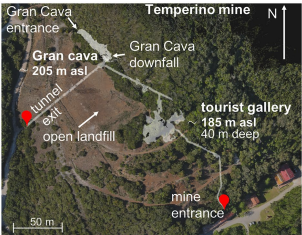 Temperino mine
N
Gran Cava
entrance
Gran cava
205 m asl
Gran Cava
downfall
tunnel
exit
open landfill
tourist gallery
~ 185 m asl
40 m deep
mine
entrance
50 m